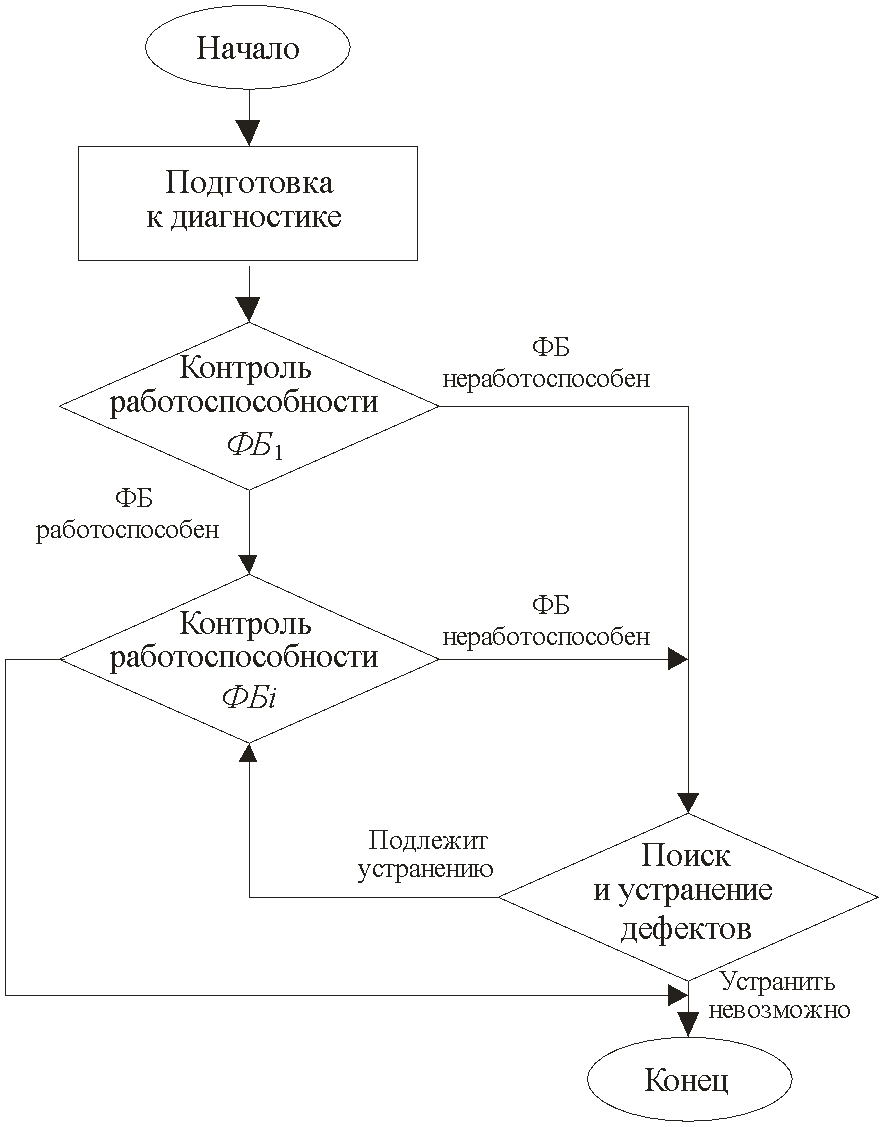 Начало
Подготовка
к диагностике
Контроль
работоспособности
ФБ1
ФБ
неработоспособен
ФБ
работоспособен
Контроль
работоспособности
ФБi
ФБ
неработоспособен
Подлежит
устранению
Поиск
и устранение
дефектов
Устранить
невозможно
Конец